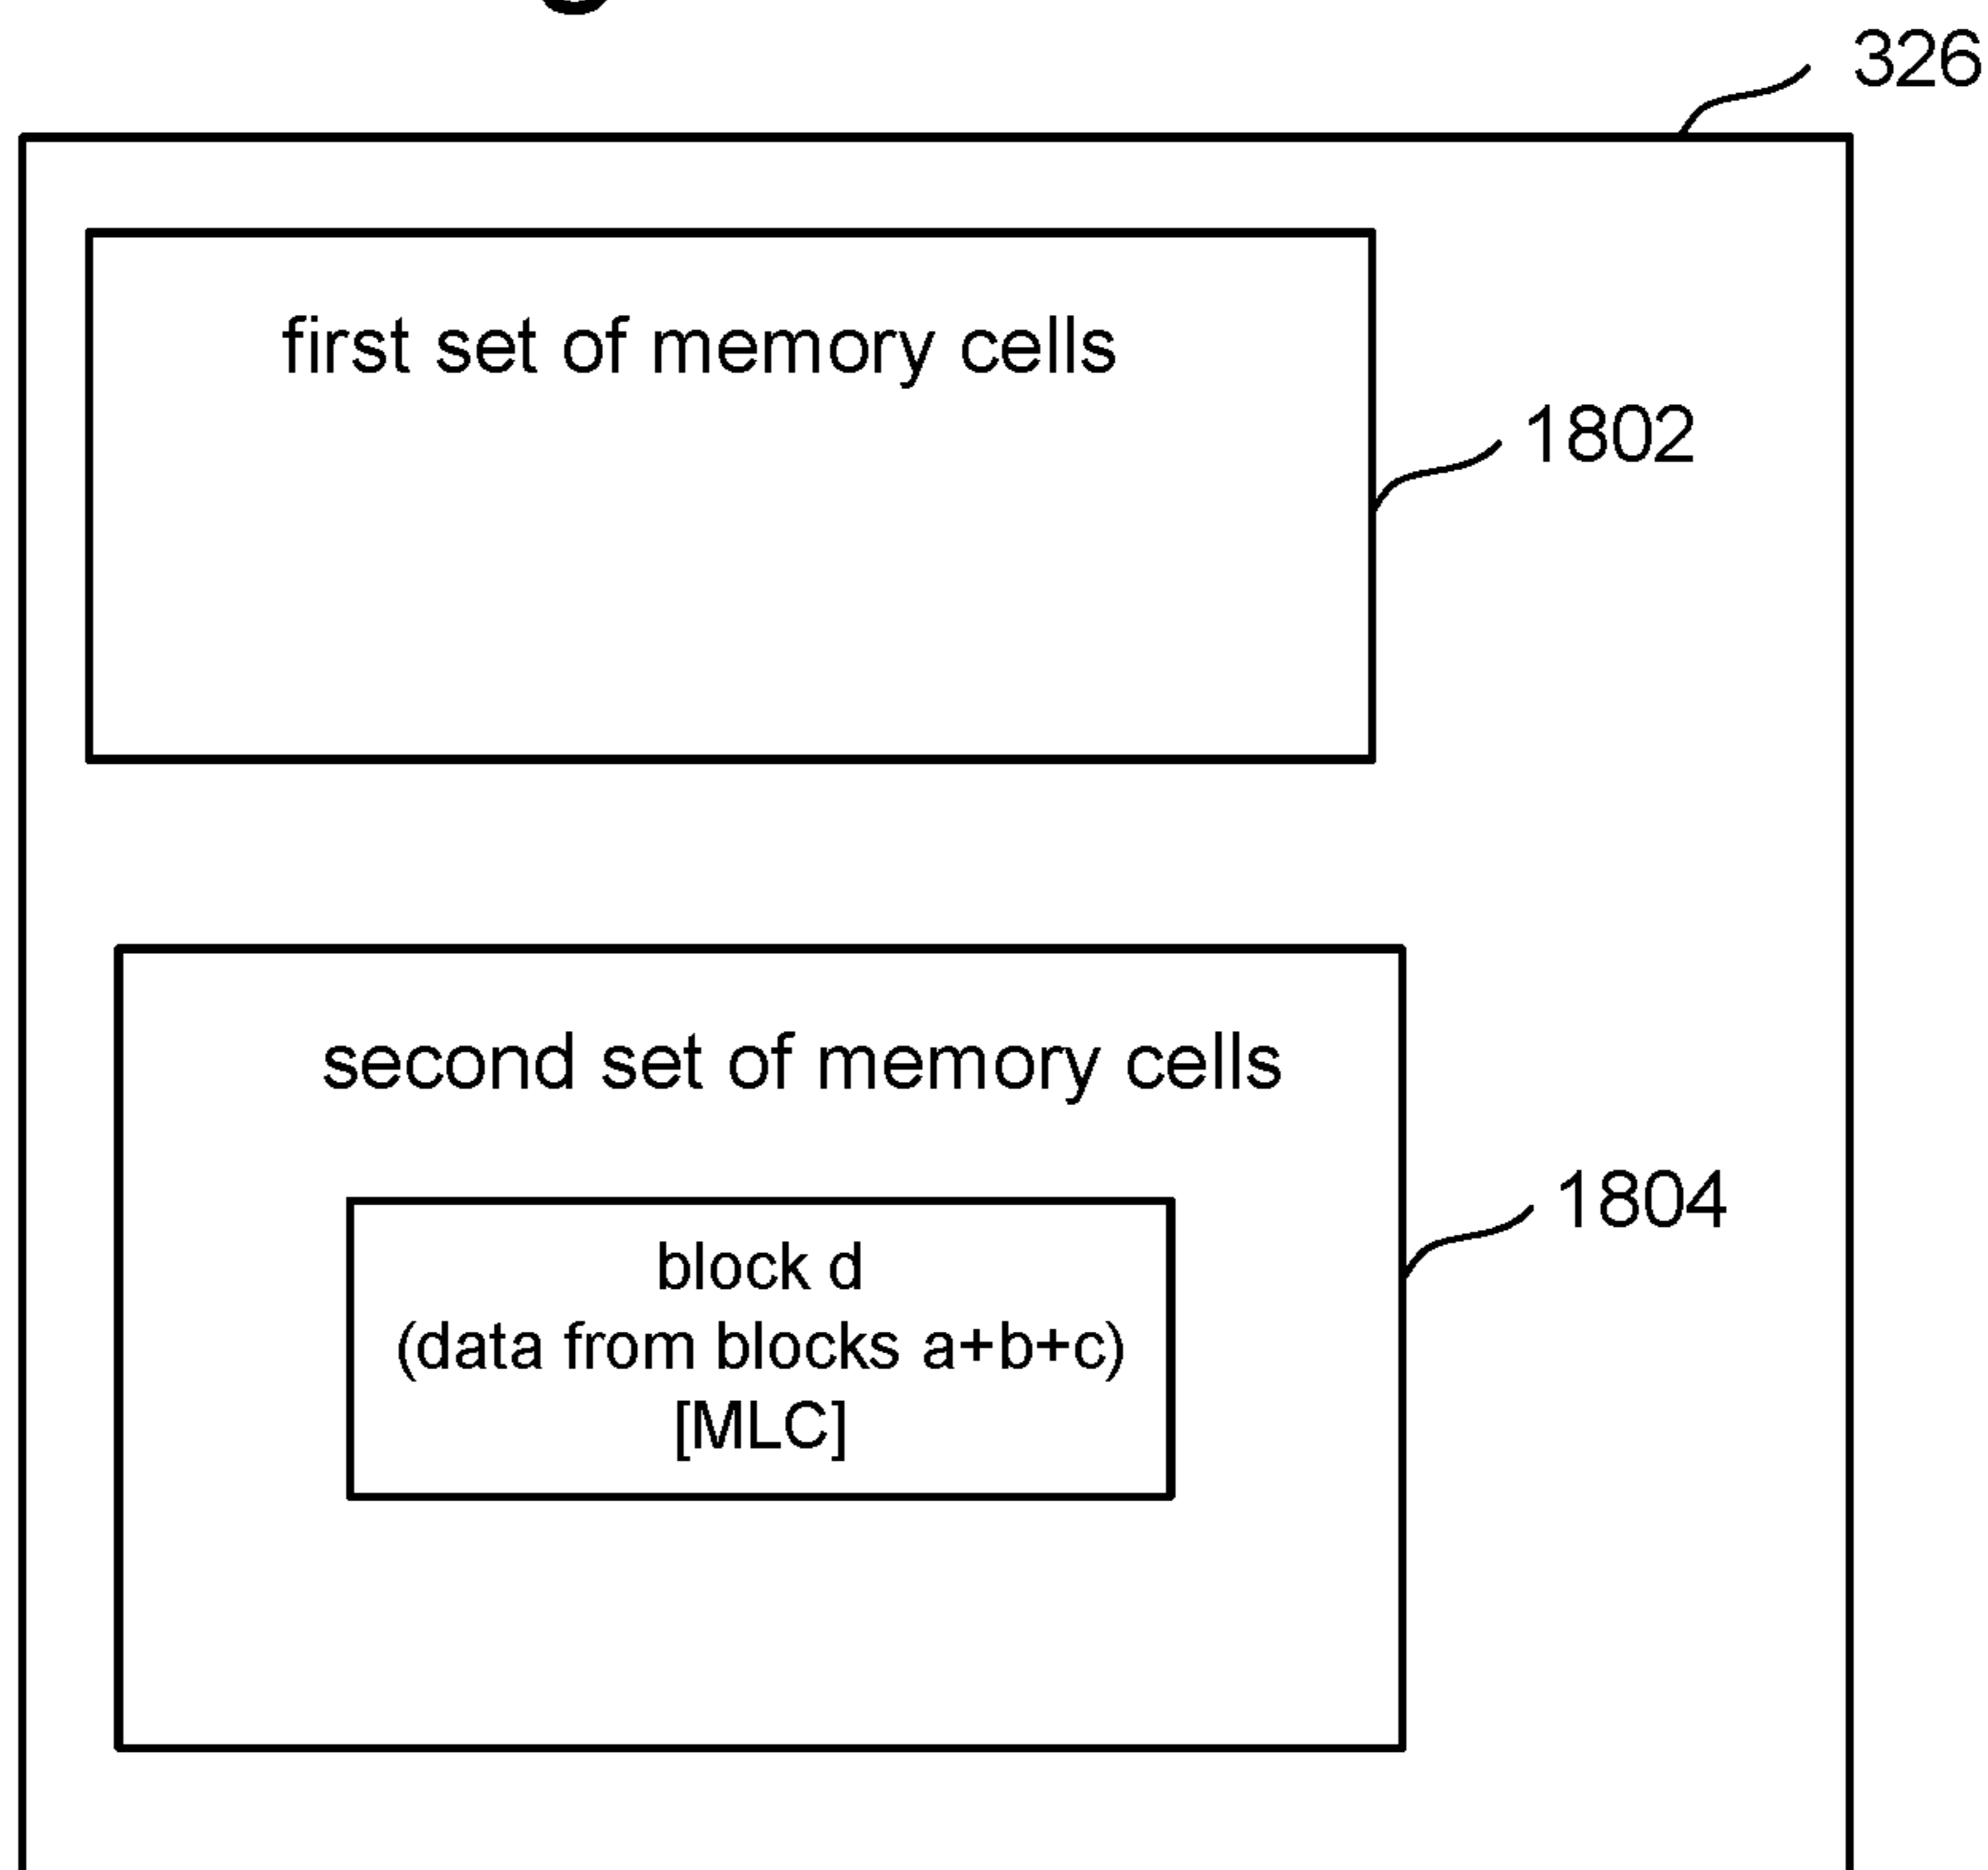 326
first set of memory cells
1802
second set of memory cells
1804
block d
(data from blocks a+b+c)
[MLC]